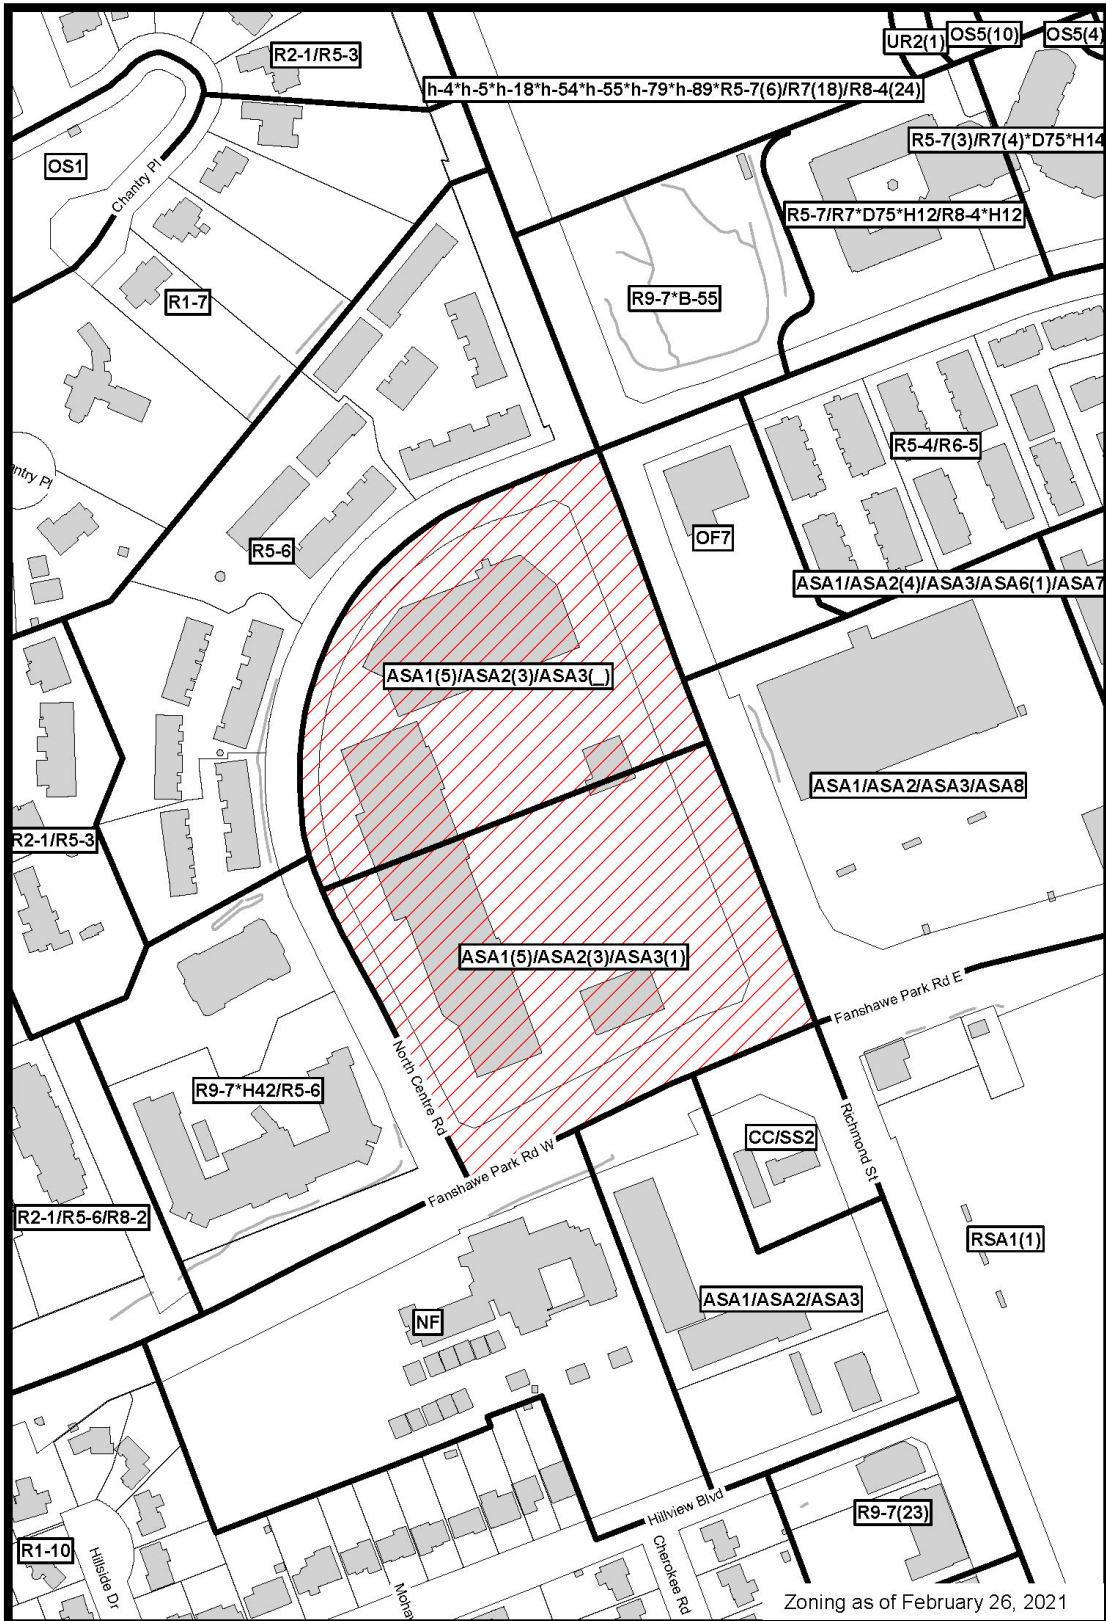 UR2(1)
OS5(10)
OS5(4)
R2-1/R5-3
h-4*h-5*h-18*h-54*h-55*h-79*h-89*R5-7(6)/R7(18)/R8-4(24)
R5-7(3)/R7(4)*D75*H14
OS1
Chantry Pl
R5-7/R7*D75*H12/R8-4*H12
R1-7
R9-7*B-55
R5-4/R6-5
antry Pl
OF7
R5-6
ASA1/ASA2(4)/ASA3/ASA6(1)/ASA7
ASA1(5)/ASA2(3)/ASA3(_)
ASA1/ASA2/ASA3/ASA8
R2-1/R5-3
ASA1(5)/ASA2(3)/ASA3(1)
Fanshawe Park Rd E
North Centre Rd
R9-7*H42/R5-6
Richmond St
CC/SS2
Fanshawe Park Rd W
R2-1/R5-6/R8-2
RSA1(1)
ASA1/ASA2/ASA3
NF
Hillview Blvd
R9-7(23)
R1-10
Hillside Dr
Cherokee Rd
Mohaw
Zoning as of February 26, 2021